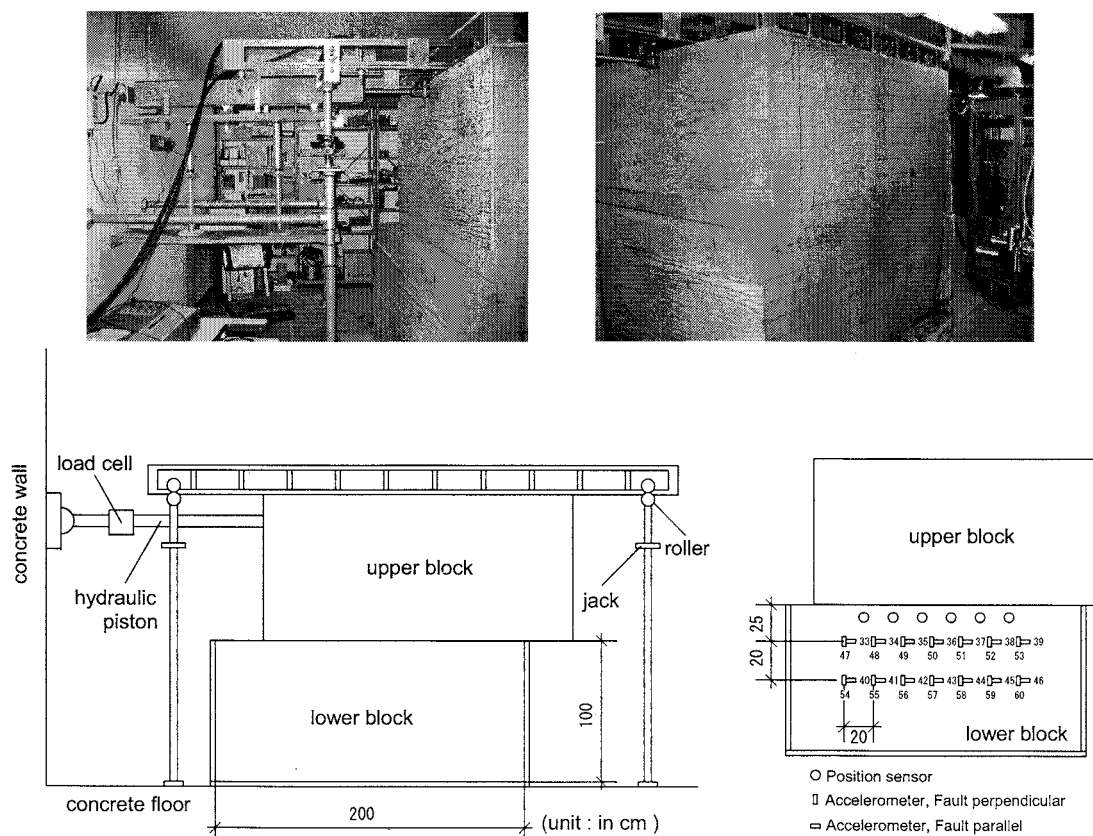 concrete wall
load cell
hydraulic
piston
upper block
roller
jack
lower block
100
concrete floor
200
(unit : in cm )
upper block
25
20
33 34 35 36 37 38 39
47 48 49 50 51 52 53
40 41 42 43 44 45 46
54 55 56 57 58 59 60
20
lower block
Position sensor
Accelerometer, Fault perpendicular
Accelerometer, Fault parallel